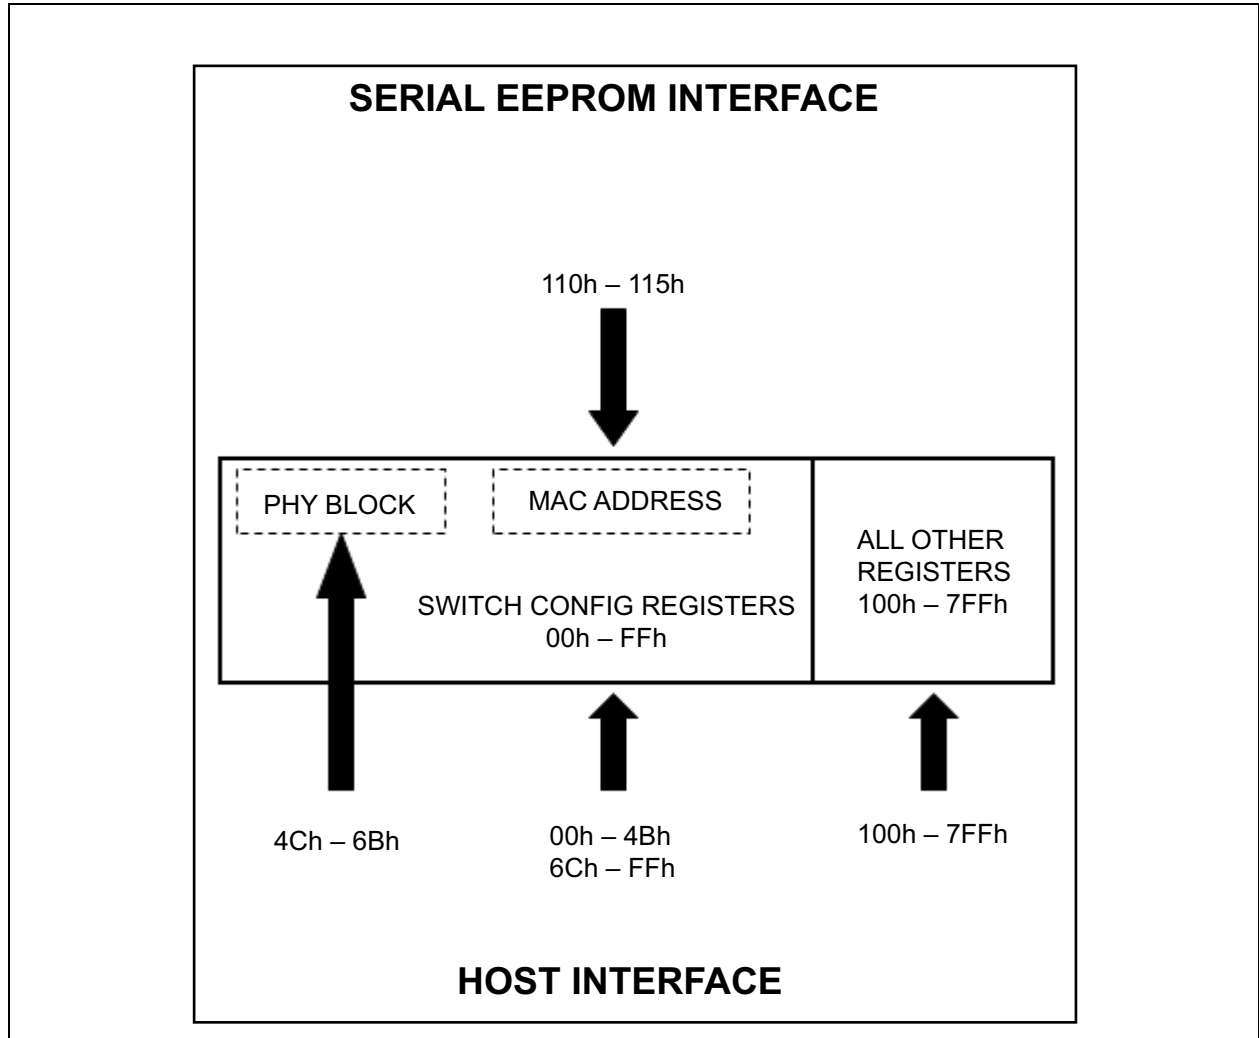 SERIAL EEPROM INTERFACE
110h – 115h
PHY BLOCK
MAC ADDRESS
SWITCH CONFIG REGISTERS
00h – FFh
ALL OTHER
REGISTERS
100h – 7FFh
4Ch – 6Bh
00h – 4Bh
6Ch – FFh
100h – 7FFh
HOST INTERFACE